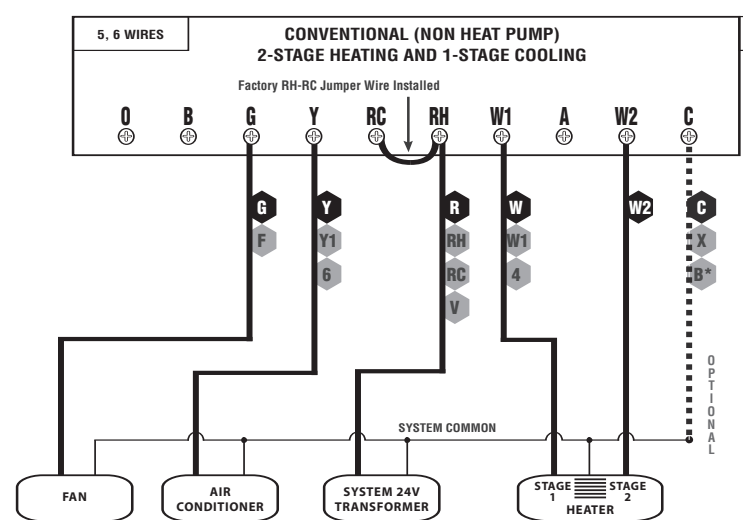 5, 6 WIRES
CONVENTIONAL (NON HEAT PUMP)
2-STAGE HEATING AND 1-STAGE COOLING
Factory RH-RC Jumper Wire Installed
O B G Y RC RH W1 A W2 C
G Y R W W2 C
F Y1 RH W1 X
6 RC 4 B*
V
OPTIONAL
SYSTEM COMMON
FAN
AIR
CONDITIONER
SYSTEM 24V
TRANSFORMER
STAGE 1 STAGE 2
HEATER